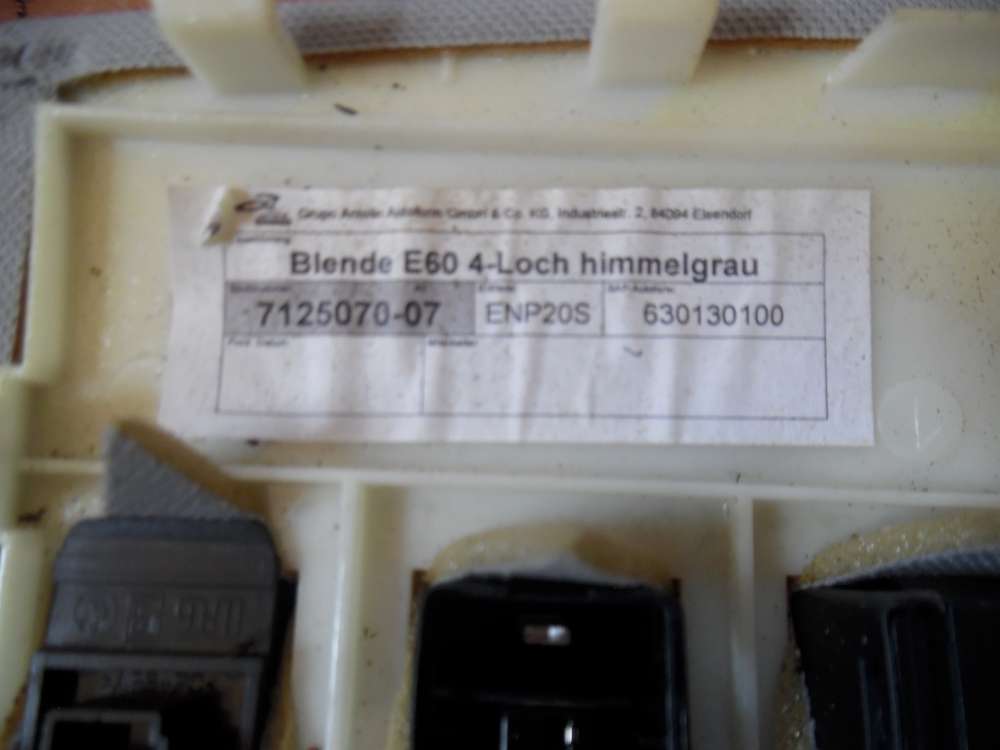 Grupo Antolin Autoform GmbH & Co. KG, Industriestr. 2, 84094 Elsendorf
Blende E60 4-Loch himmelgrau
7125070-07 ENP20S 630130100